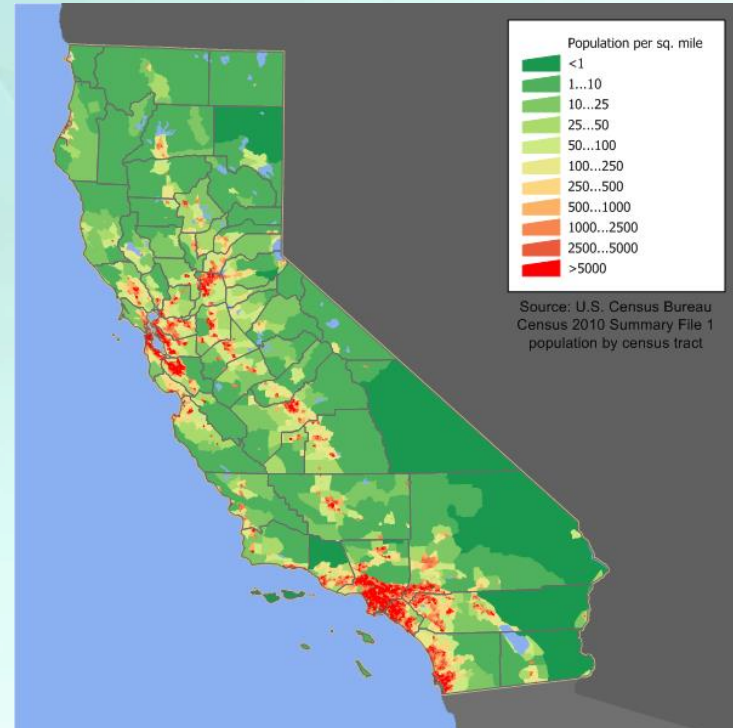 Population per sq. mile
<1
1...10
10...25
25...50
50...100
100...250
250...500
500...1000
1000...2500
2500...5000
>5000
Source: U.S. Census Bureau
Census 2010 Summary File 1
population by census tract